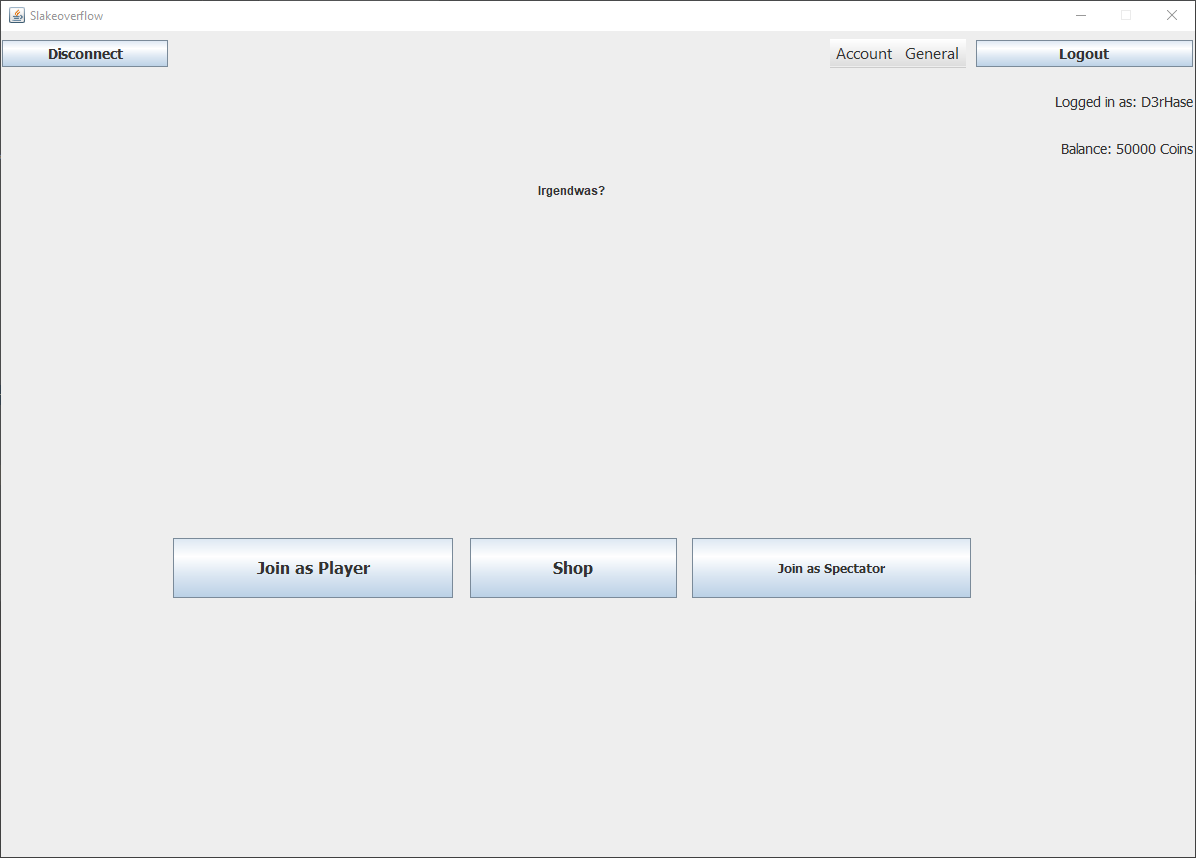 Slakeoverflow
Disconnect
Account General
Logout
Logged in as: D3rHase
Balance: 50000 Coins
Irgendwas?
Join as Player
Shop
Join as Spectator